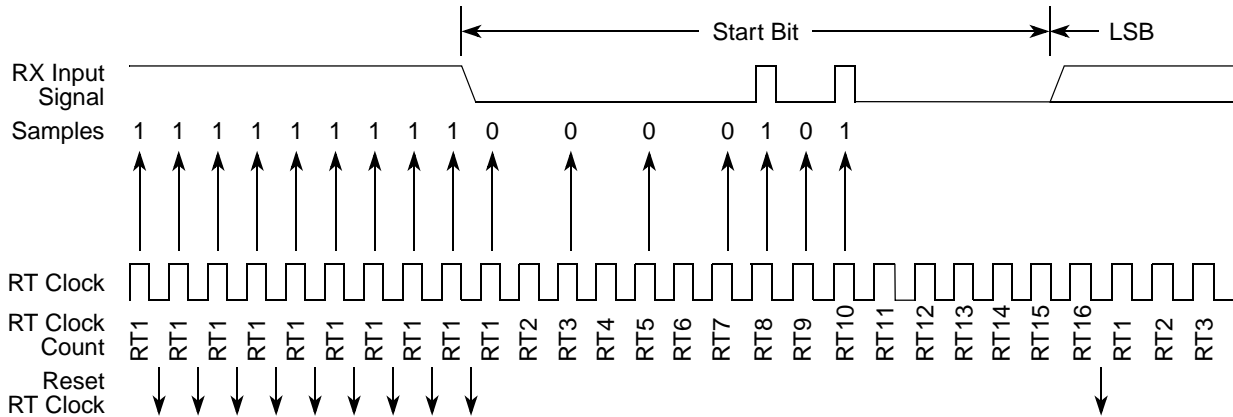 Start Bit LSB
RX Input
Signal
Samples 1 1 1 1 1 1 1 1 1 0 0 0 0 1 0 1
RT Clock
RT Clock
Count
RT1 RT1 RT1 RT1 RT1 RT1 RT1 RT1 RT1 RT1 RT2 RT3 RT4 RT5 RT6 RT7 RT8 RT9 RT10 RT11 RT12 RT13 RT14 RT15 RT16 RT1 RT2 RT3
Reset
RT Clock